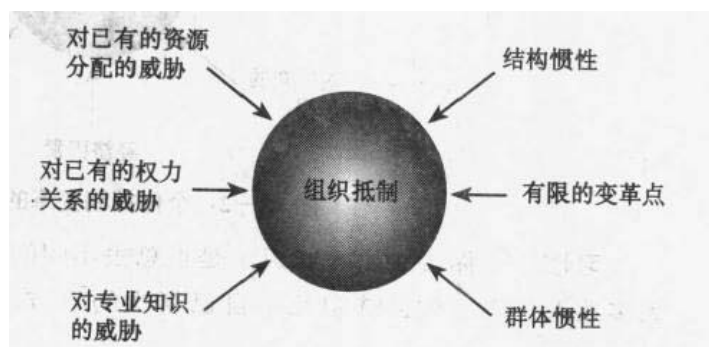 对已有的资源
分配的威胁
结构惯性
对已有的权力
关系的威胁
组织抵制
有限的变革点
对专业知识
的威胁
群体惯性